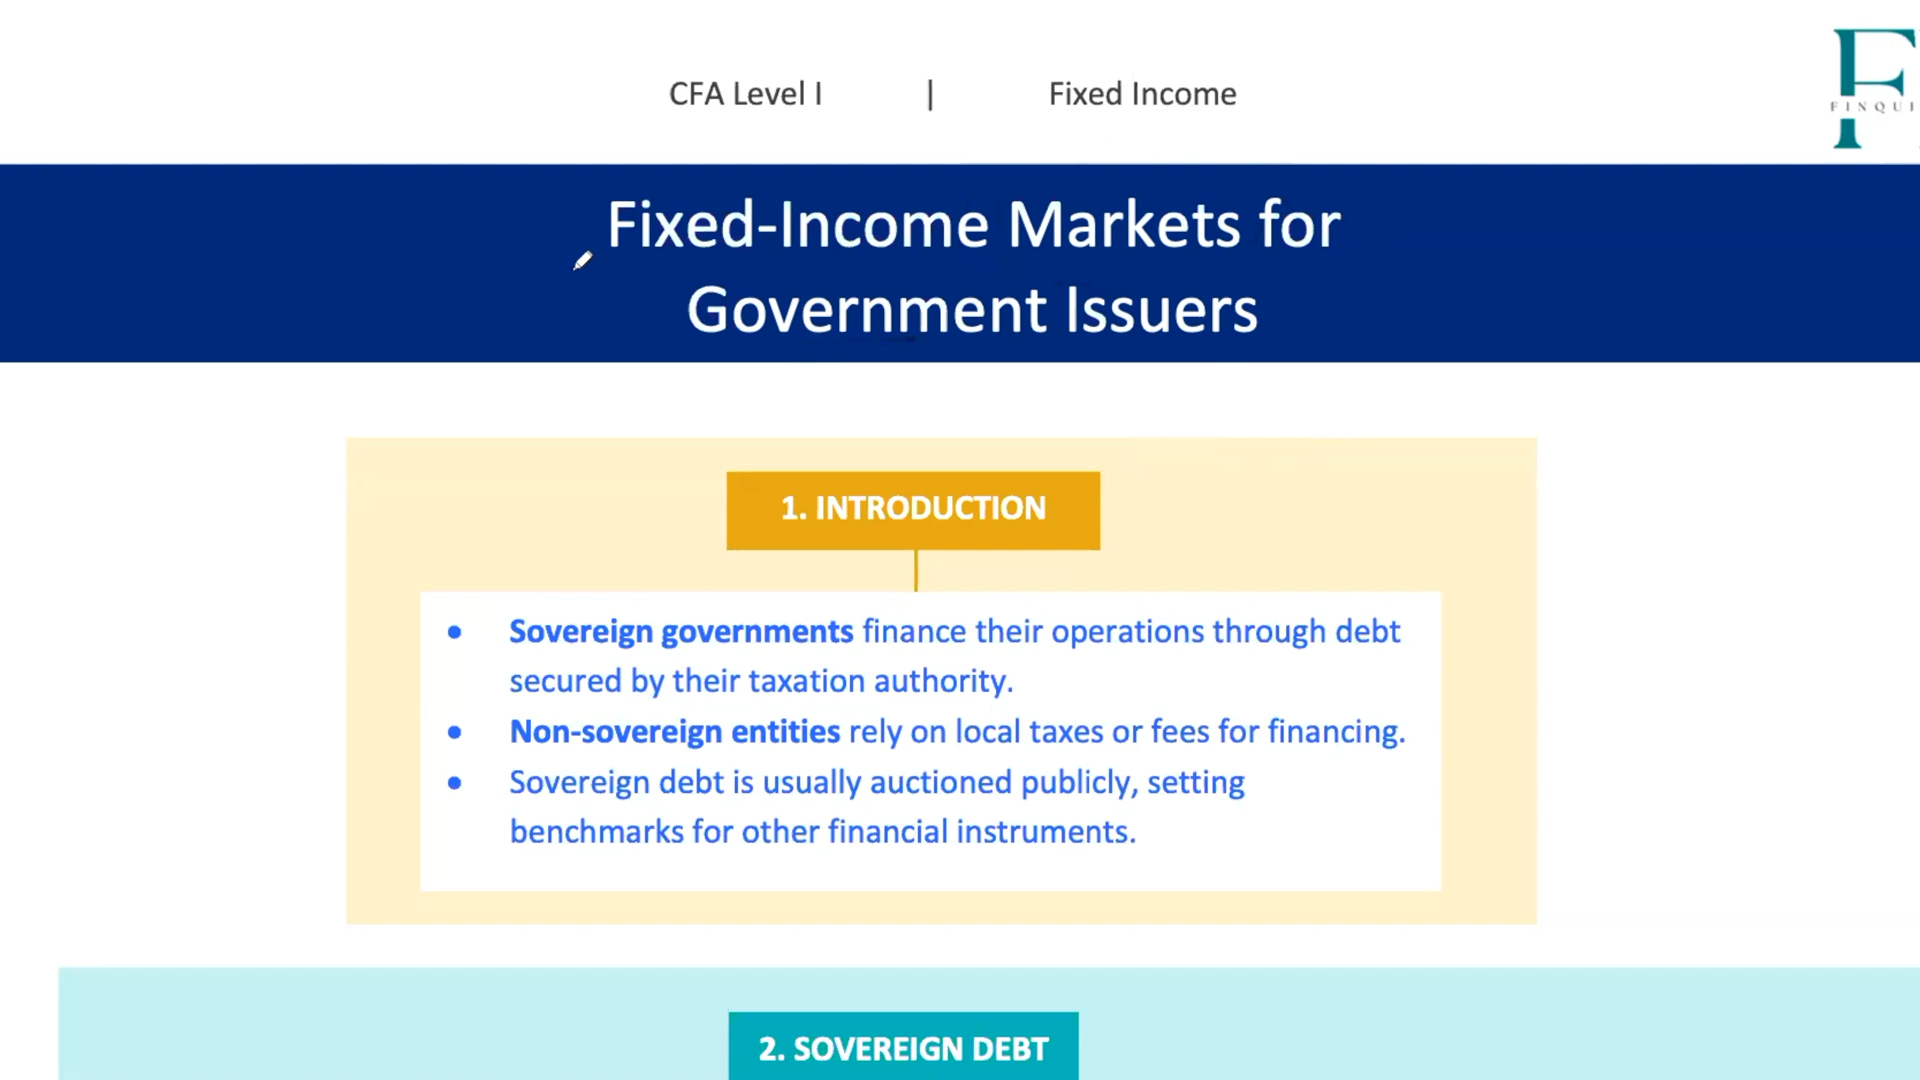 CFA Level I | Fixed Income
FINQUI
Fixed-Income Markets for
Government Issuers
1. INTRODUCTION
• Sovereign governments finance their operations through debt
secured by their taxation authority.
• Non-sovereign entities rely on local taxes or fees for financing.
• Sovereign debt is usually auctioned publicly, setting
benchmarks for other financial instruments.
2. SOVEREIGN DEBT